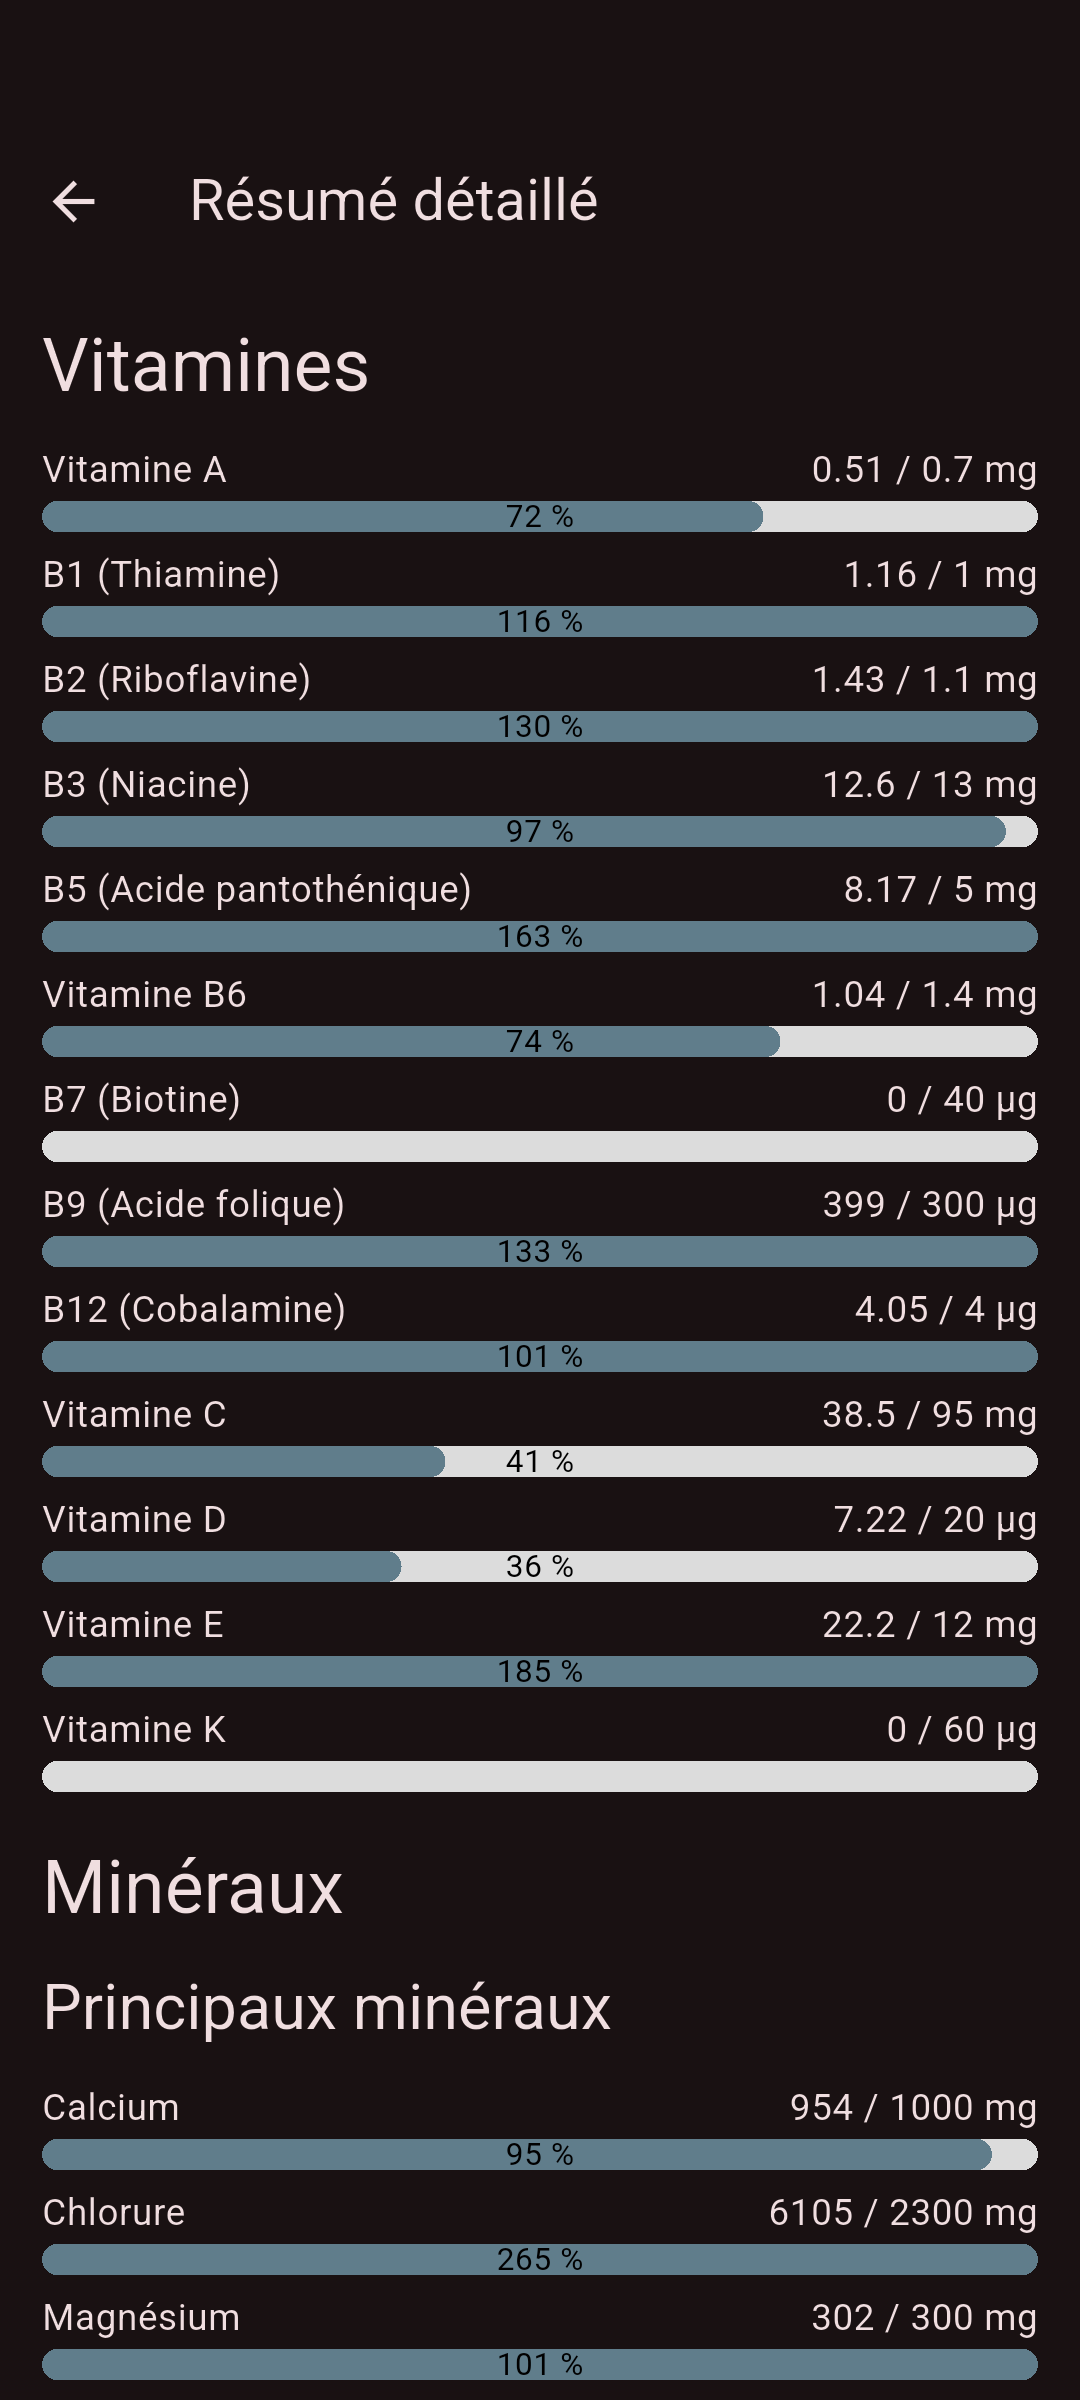 Résumé détaillé
Vitamines
Vitamine A 0.51 / 0.7 mg
72 %
B1 (Thiamine) 1.16 / 1 mg
116 %
B2 (Riboflavine) 1.43 / 1.1 mg
130 %
B3 (Niacine) 12.6 / 13 mg
97 %
B5 (Acide pantothénique) 8.17 / 5 mg
163 %
Vitamine B6 1.04 / 1.4 mg
74 %
B7 (Biotine) 0 / 40 µg
B9 (Acide folique) 399 / 300 µg
133 %
B12 (Cobalamine) 4.05 / 4 µg
101 %
Vitamine C 38.5 / 95 mg
41 %
Vitamine D 7.22 / 20 µg
36 %
Vitamine E 22.2 / 12 mg
185 %
Vitamine K 0 / 60 µg
Minéraux
Principaux minéraux
Calcium 954 / 1000 mg
95 %
Chlorure 6105 / 2300 mg
265 %
Magnésium 302 / 300 mg
101 %